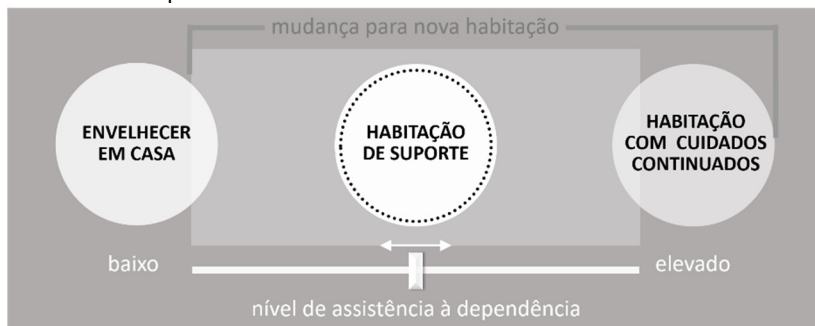 mudança para nova habitação
ENVELHECER
EM CASA
HABITAÇÃO
DE SUPORTE
HABITAÇÃO
COM CUIDADOS
CONTINUADOS
baixo
elevado
nível de assistência à dependência